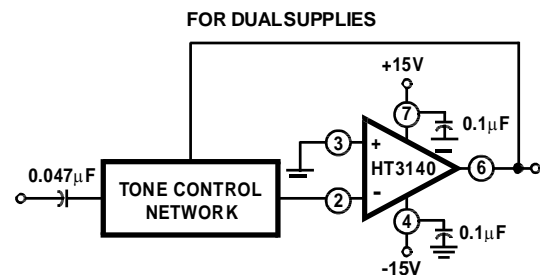 FOR DUALSUPPLIES
+15V
7
0.1μF
3
+
HT3140
6
0.047μF
TONE CONTROL
NETWORK
2
-
4
0.1μF
-15V